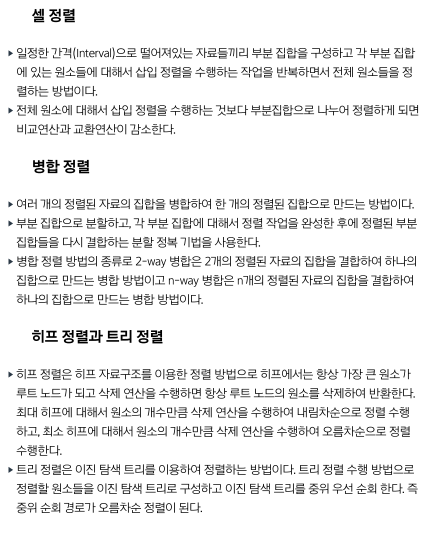 셀 정렬
▸ 일정한 간격(Interval)으로 떨어져있는 자료들끼리 부분 집합을 구성하고 각 부분 집합
에 있는 원소들에 대해서 삽입 정렬을 수행하는 작업을 반복하면서 전체 원소들을 정
렬하는 방법이다.
▸ 전체 원소에 대해서 삽입 정렬을 수행하는 것보다 부분집합으로 나누어 정렬하게 되면
비교연산과 교환연산이 감소한다.
병합 정렬
▸ 여러 개의 정렬된 자료의 집합을 병합하여 한 개의 정렬된 집합으로 만드는 방법이다.
▸ 부분 집합으로 분할하고, 각 부분 집합에 대해서 정렬 작업을 완성한 후에 정렬된 부분
집합들을 다시 결합하는 분할 정복 기법을 사용한다.
▸ 병합 정렬 방법의 종류로 2-way 병합은 2개의 정렬된 자료의 집합을 결합하여 하나의
집합으로 만드는 병합 방법이고 n-way 병합은 n개의 정렬된 자료의 집합을 결합하여
하나의 집합으로 만드는 병합 방법이다.
히프 정렬과 트리 정렬
▸ 히프 정렬은 히프 자료구조를 이용한 정렬 방법으로 히프에서는 항상 가장 큰 원소가
루트 노드가 되고 삭제 연산을 수행하면 항상 루트 노드의 원소를 삭제하여 반환한다.
최대 히프에 대해서 원소의 개수만큼 삭제 연산을 수행하여 내림차순으로 정렬 수행
하고, 최소 히프에 대해서 원소의 개수만큼 삭제 연산을 수행하여 오름차순으로 정렬
수행한다.
▸ 트리 정렬은 이진 탐색 트리를 이용하여 정렬하는 방법이다. 트리 정렬 수행 방법으로
정렬할 원소들을 이진 탐색 트리로 구성하고 이진 탐색 트리를 중위 우선 순회 한다. 즉
중위 순회 경로가 오름차순 정렬이 된다.